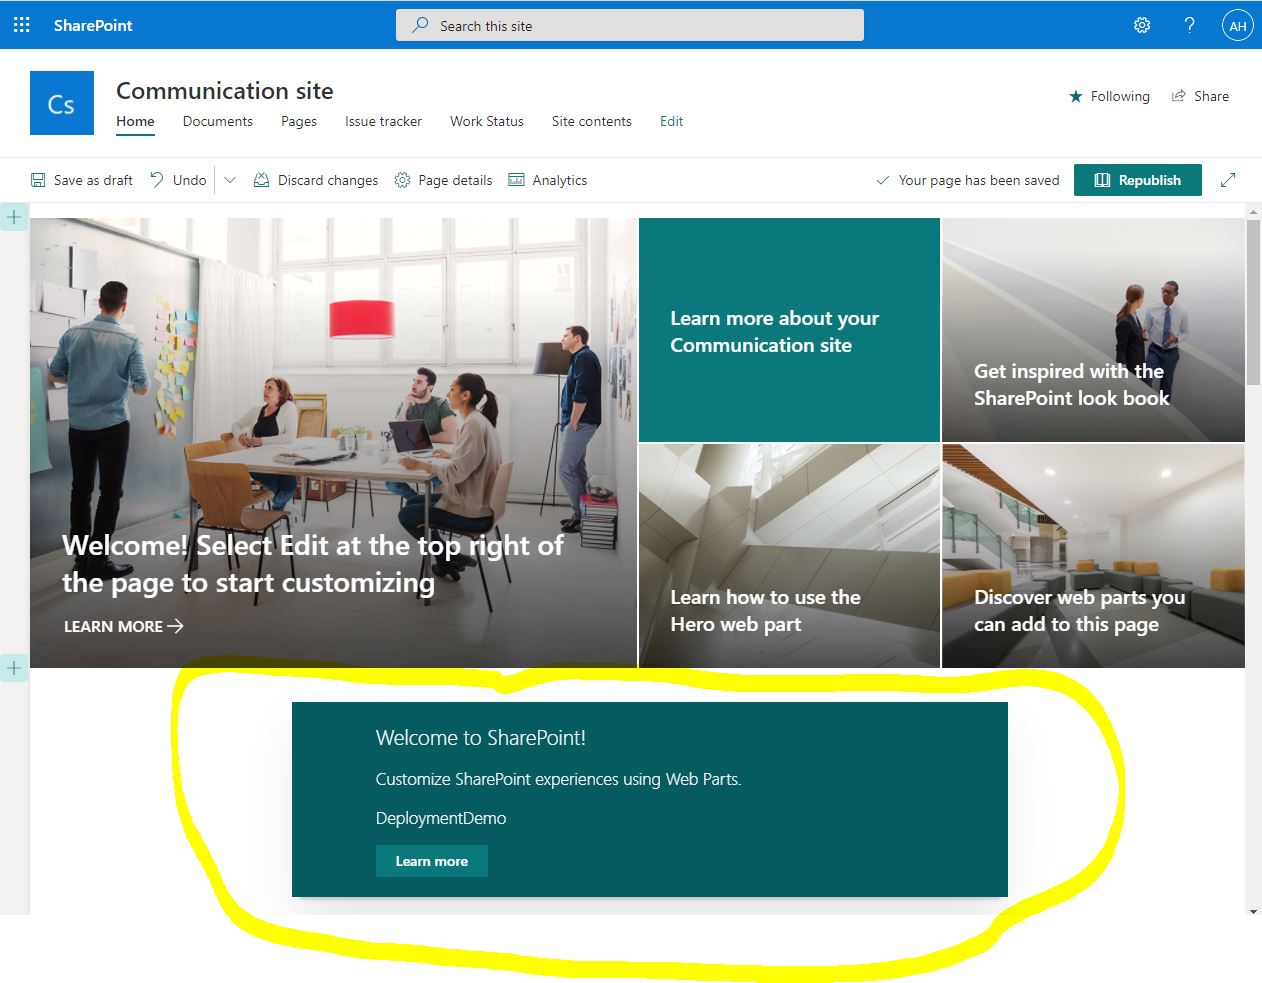 SharePoint
Search this site
?
AH
Cs
Communication site
Following
Share
Home
Documents
Pages
Issue tracker
Work Status
Site contents
Edit
Save as draft
Undo
Discard changes
Page details
Analytics
Your page has been saved
Republish
Welcome! Select Edit at the top right of
the page to start customizing
LEARN MORE
Learn more about your
Communication site
Get inspired with the
SharePoint look book
Learn how to use the
Hero web part
Discover web parts you
can add to this page
Welcome to SharePoint!
Customize SharePoint experiences using Web Parts.
DeploymentDemo
Learn more